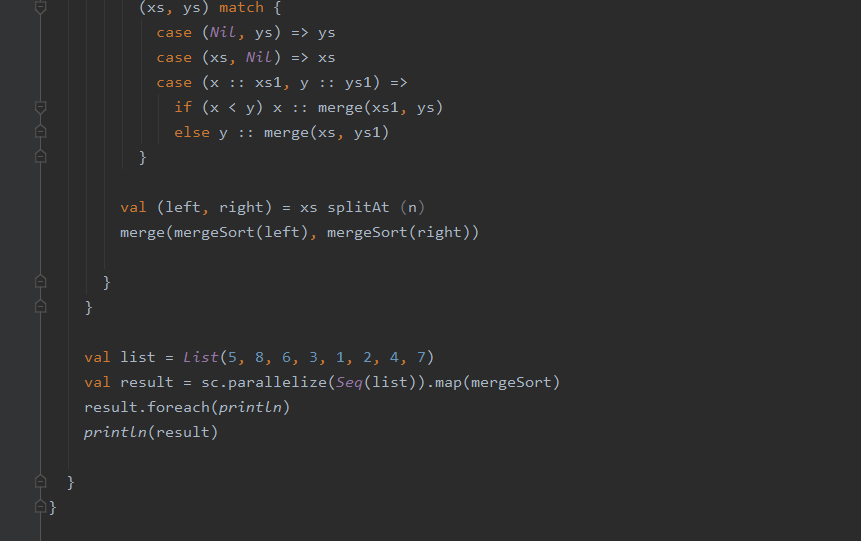 (xs, ys) match {
case (Nil, ys) => ys
case (xs, Nil) => xs
case (x :: xs1, y :: ys1) =>
if (x < y) x :: merge(xs1, ys)
else y :: merge(xs, ys1)
}
val (left, right) = xs splitAt (n)
merge(mergeSort(left), mergeSort(right))
}
}
val list = List(5, 8, 6, 3, 1, 2, 4, 7)
val result = sc.parallelize(Seq(list)).map(mergeSort)
result.foreach(println)
println(result)
}
}